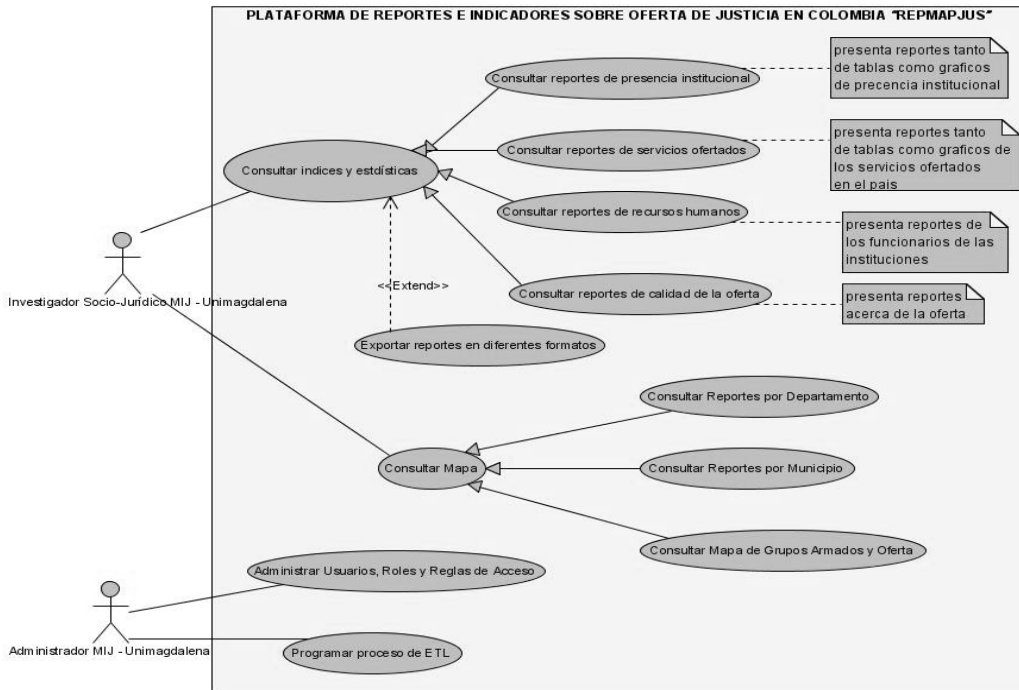 PLATAFORMA DE REPORTES E INDICADORES SOBRE OFERTA DE JUSTICIA EN COLOMBIA "REPMAPJUS"
Consultar reportes de presencia institucional
presenta reportes tanto
de tablas como graficos
de precencia institucional
Consultar reportes de servicios ofertados
presenta reportes tanto
de tablas como graficos de
los servicios ofertados
en el pais
Consultar indices y estdísticas
Consultar reportes de recursos humanos
presenta reportes de
los funcionarios de las
instituciones
Investigador Socio-Jurídico MIJ - Unimagdalena
<<Extend>>
Consultar reportes de calidad de la oferta
presenta reportes
acerca de la oferta
Exportar reportes en diferentes formatos
Consultar Reportes por Departamento
Consultar Mapa
Consultar Reportes por Municipio
Consultar Mapa de Grupos Armados y Oferta
Administrar Usuarios, Roles y Reglas de Acceso
Administrador MIJ - Unimagdalena
Programar proceso de ETL